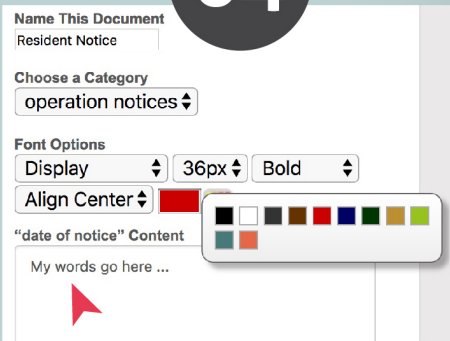 Name This Document
Resident Notice
Choose a Category
operation notices
Font Options
Display 36px Bold
Align Center
“date of notice” Content
My words go here ...